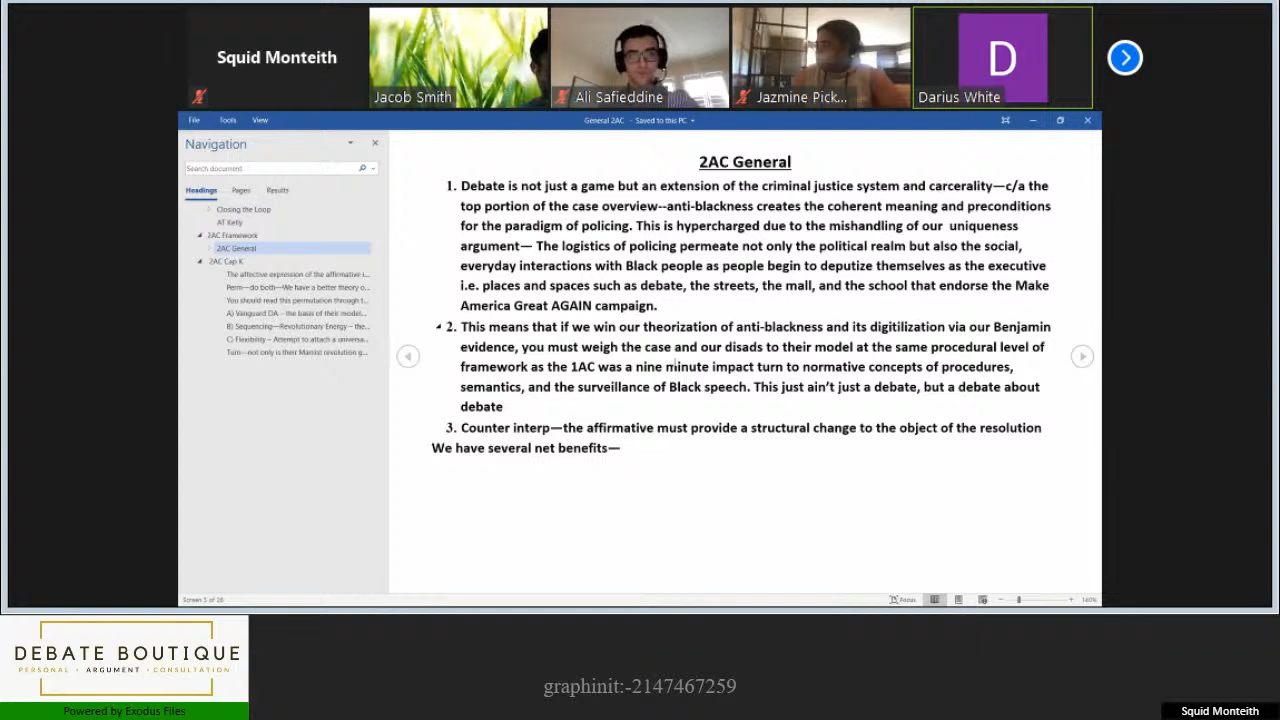 Squid Monteith
Jacob Smith
Ali Safieddine
Jazmine Pick...
D
Darius White
File Tools View
General 2AC - Saved to this PC
Navigation
Search document
Headings Pages Results
Closing the Loop
AT Kelly
2AC Framework
2AC General
2AC Cap K
The affective expression of the affirmative i...
Perm—do both—We have a better theory o...
You should read this permutation through t...
A) Vanguard DA – the basis of their model...
B) Sequencing—Revolutionary Energy – the...
C) Flexibility – Attempt to attach a universa...
Turn—not only is their Marxist revolution g...
2AC General
1. Debate is not just a game but an extension of the criminal justice system and carcerality—c/a the
top portion of the case overview--anti-blackness creates the coherent meaning and preconditions
for the paradigm of policing. This is hypercharged due to the mishandling of our uniqueness
argument— The logistics of policing permeate not only the political realm but also the social,
everyday interactions with Black people as people begin to deputize themselves as the executive
i.e. places and spaces such as debate, the streets, the mall, and the school that endorse the Make
America Great AGAIN campaign.
2. This means that if we win our theorization of anti-blackness and its digitilization via our Benjamin
evidence, you must weigh the case and our disads to their model at the same procedural level of
framework as the 1AC was a nine minute impact turn to normative concepts of procedures,
semantics, and the surveillance of Black speech. This just ain't just a debate, but a debate about
debate
3. Counter interp—the affirmative must provide a structural change to the object of the resolution
We have several net benefits—
Screen 5 of 26
Focus
140%
DEBATE BOUTIQUE
PERSONAL · ARGUMENT · CONSULTATION
Powered by Exodus Files
graphinit:-2147467259
Squid Monteith